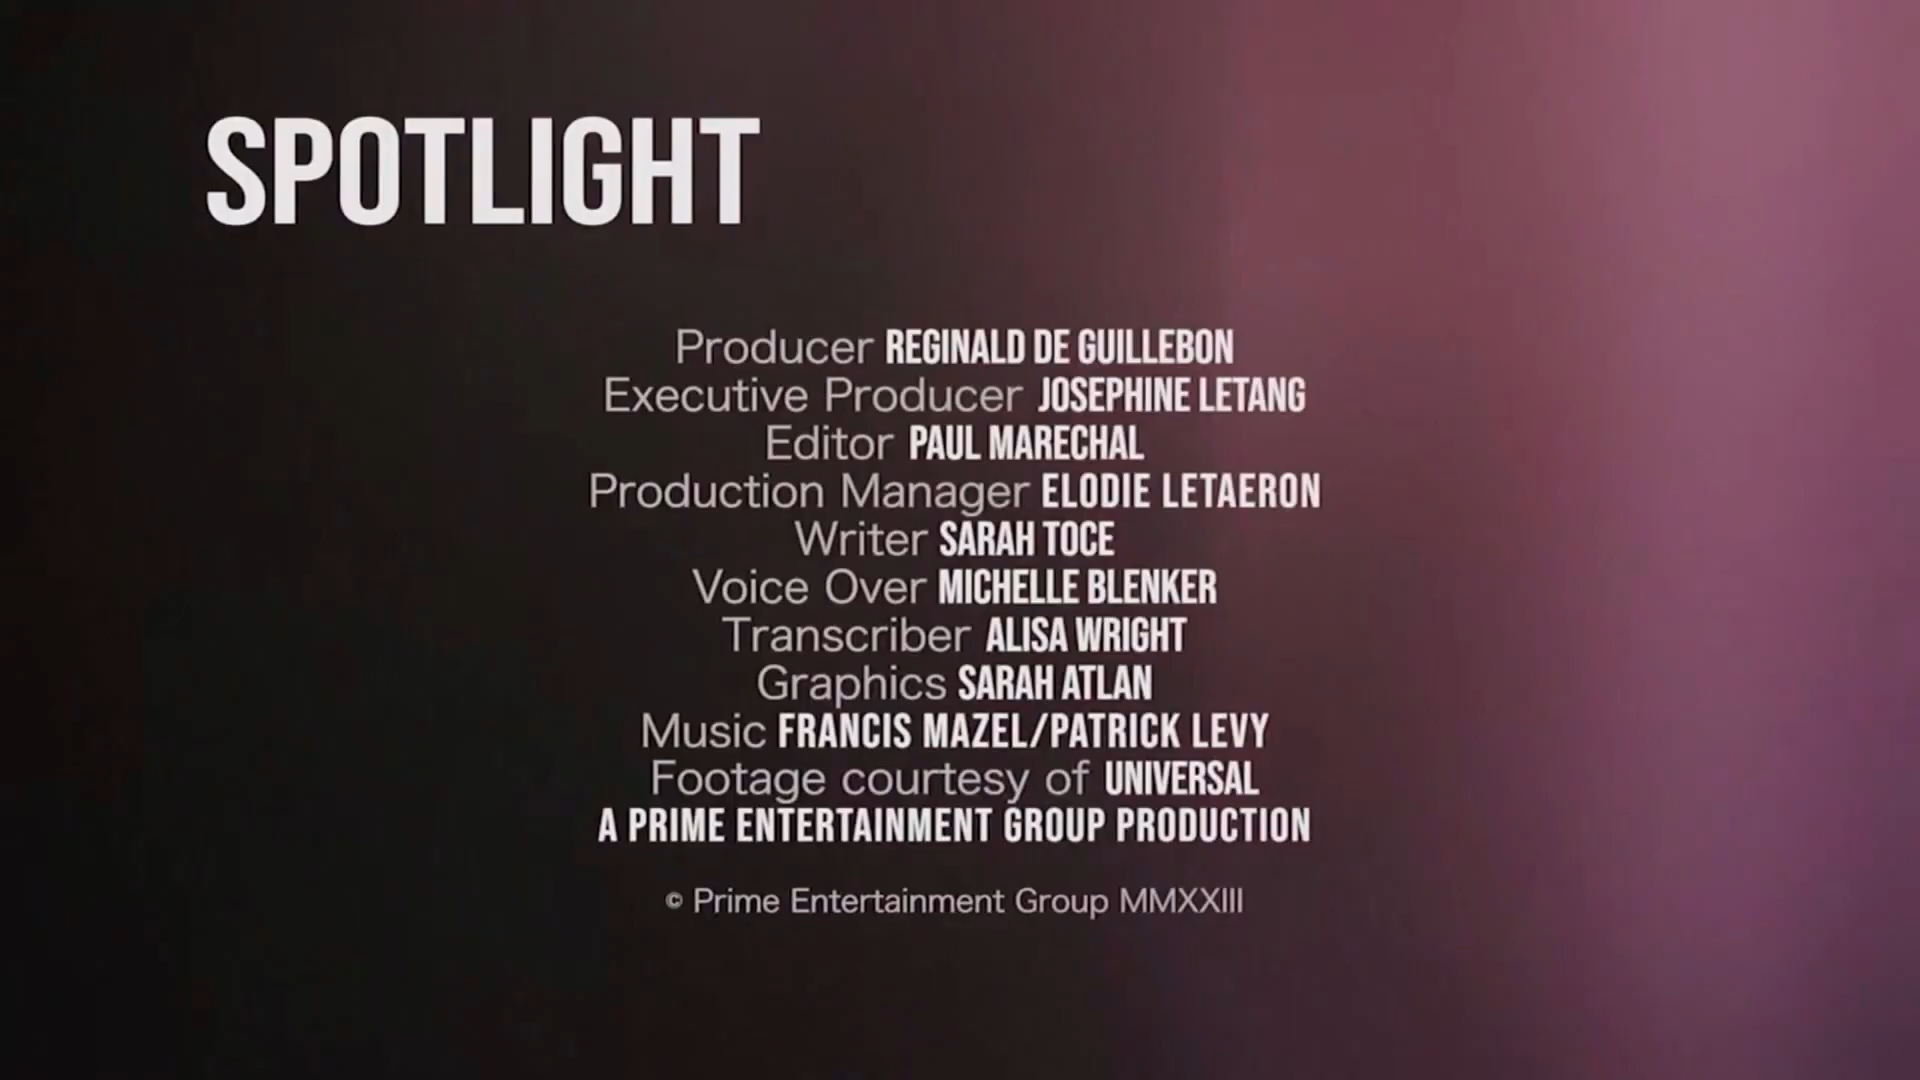 SPOTLIGHT
Producer REGINALD DE GUILLEBON
Executive Producer JOSEPHINE LETANG
Editor PAUL MARECHAL
Production Manager ELODIE LETAERON
Writer SARAH TOCE
Voice Over MICHELLE BLENKER
Transcriber ALISA WRIGHT
Graphics SARAH ATLAN
Music FRANCIS MAZEL/PATRICK LEVY
Footage courtesy of UNIVERSAL
A PRIME ENTERTAINMENT GROUP PRODUCTION
© Prime Entertainment Group MMXXIII